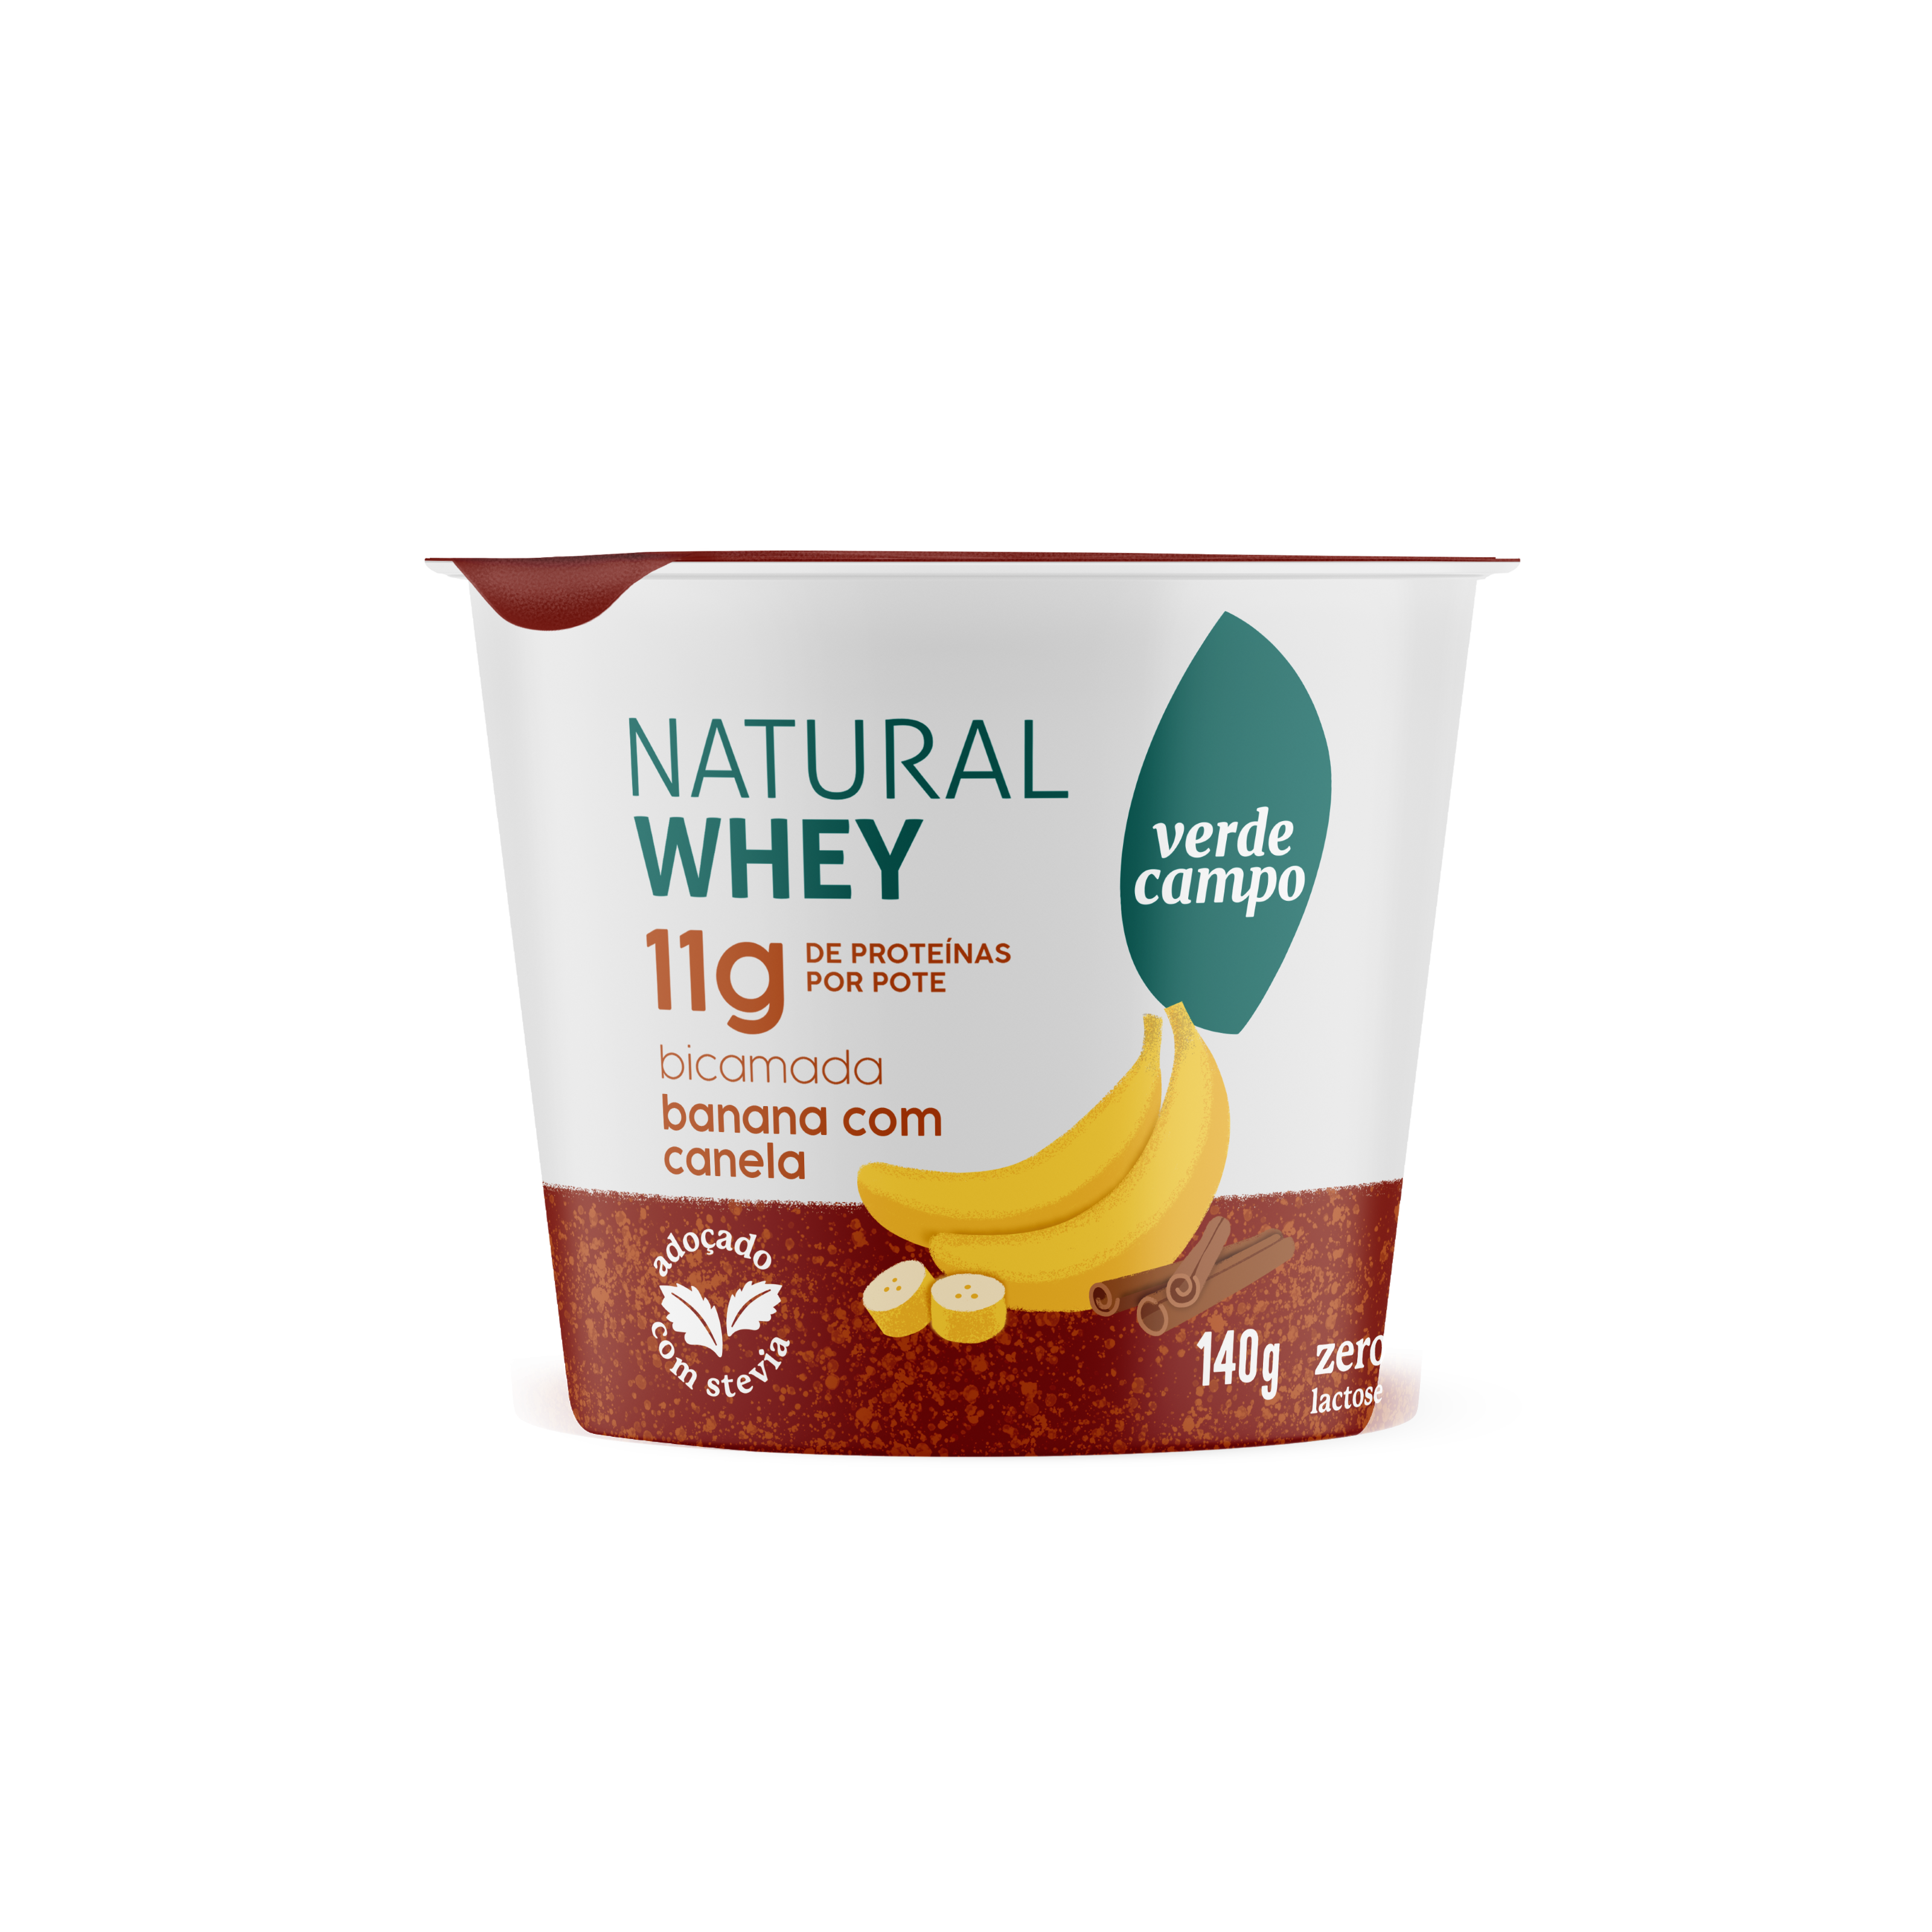 NATURAL
WHEY
verde
campo
11g
DE PROTEÍNAS
POR POTE
bicamada
banana com
canela
adoçado
com stevia
140g
zero
lactose